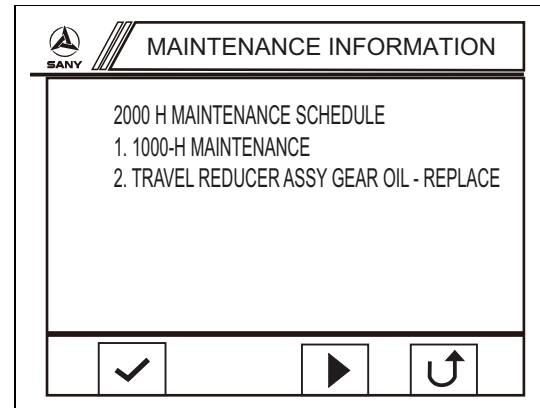 SANY
MAINTENANCE INFORMATION
2000 H MAINTENANCE SCHEDULE
1. 1000-H MAINTENANCE
2. TRAVEL REDUCER ASSY GEAR OIL - REPLACE